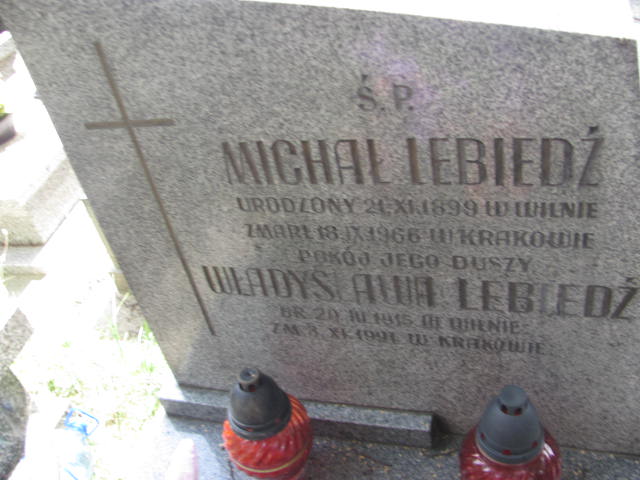 Ś.P.
MICHAŁ LEBIEDŹ
URODZONY 21.XI.1899 W WILNIE
ZMARŁ 18.IX.1966 W KRAKOWIE
POKÓJ JEGO DUSZY
WŁADYSŁAWA LEBIEDŹ
UR. 20. III. 1915 W WILNIE
ZM. 3. XI. 1991. W KRAKOWIE